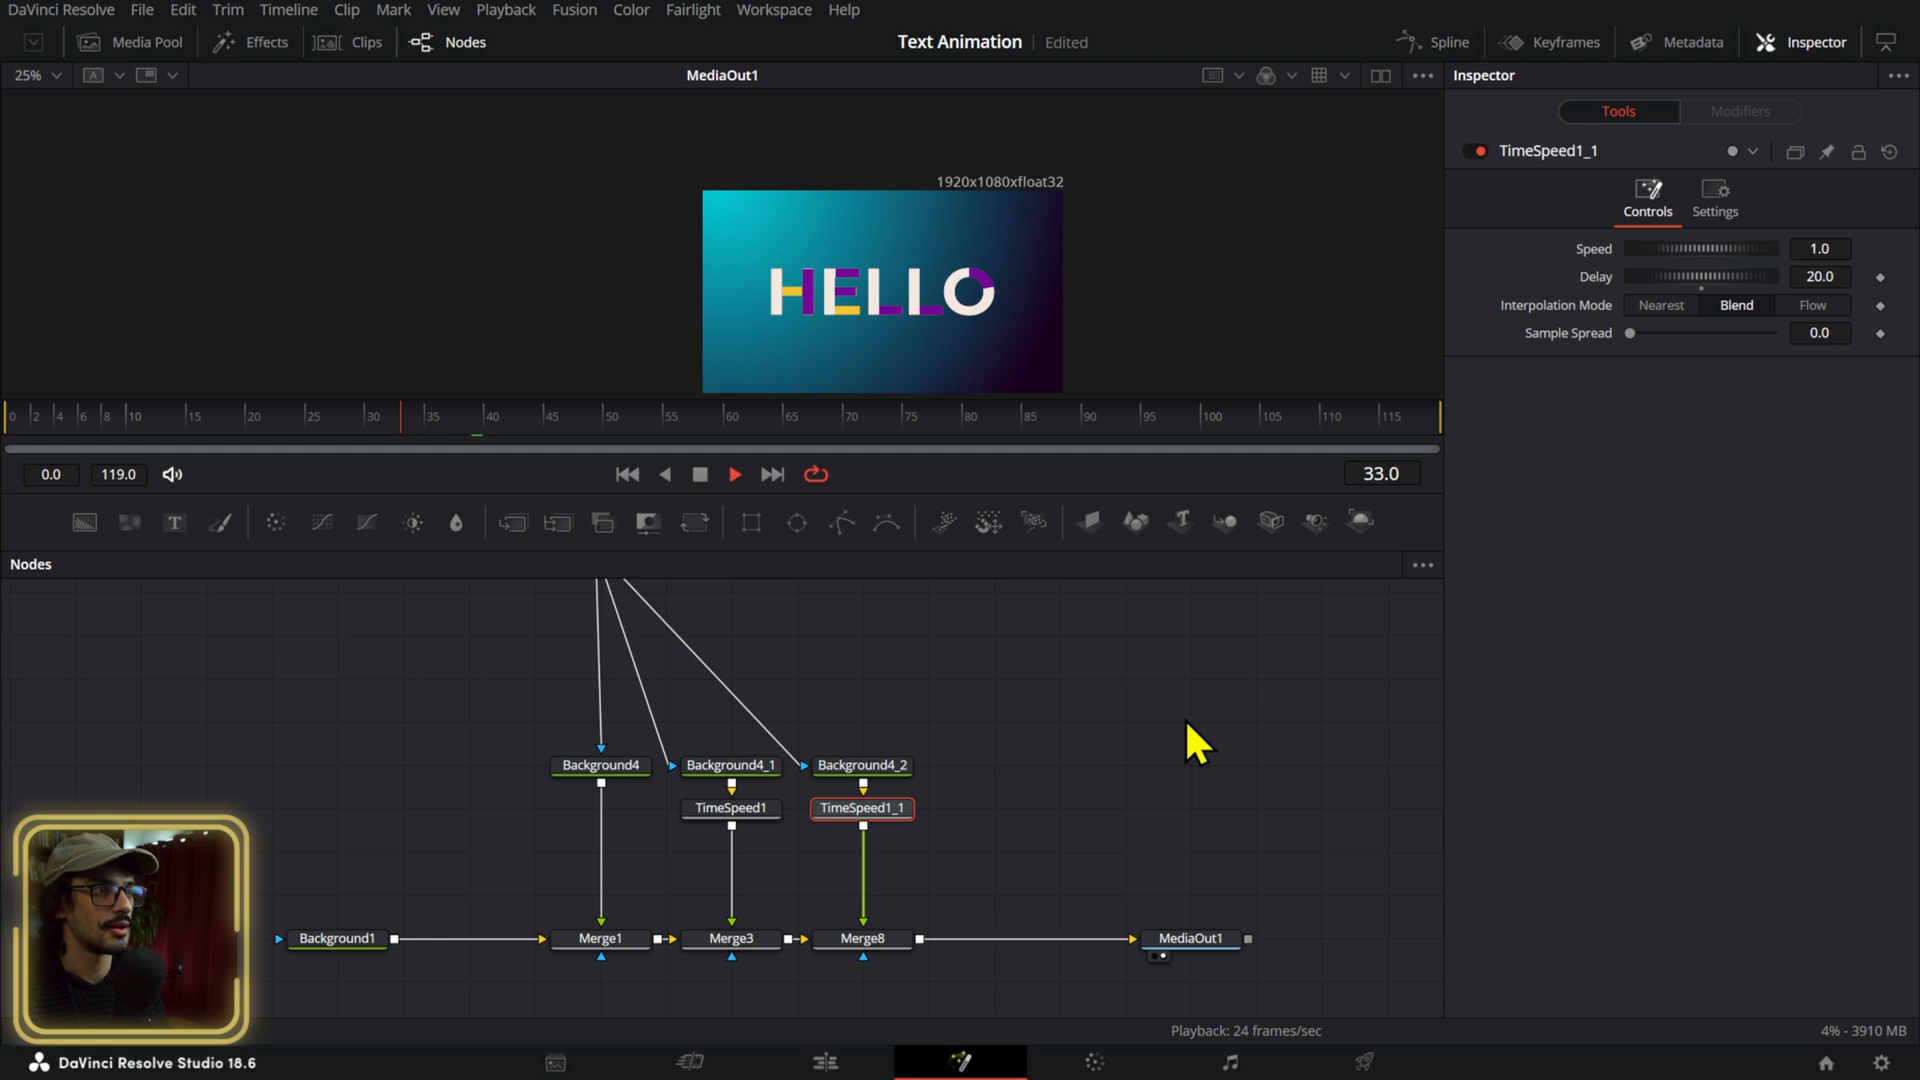 DaVinci Resolve File Edit Trim Timeline Clip Mark View Playback Fusion Color Fairlight Workspace Help
Media Pool Effects Clips Nodes Text Animation Edited Spline Keyframes Metadata Inspector
25% A MediaOut1 Inspector
Tools Modifiers
TimeSpeed1_1
1920x1080xfloat32
Controls Settings
Speed 1.0
Delay 20.0
Interpolation Mode Nearest Blend Flow
Sample Spread 0.0
HELLO
0 2 4 6 8 10 15 20 25 30 35 40 45 50 55 60 65 70 75 80 85 90 95 100 105 110 115
0.0 119.0 33.0
T T
Nodes
Background4 Background4_1 Background4_2
TimeSpeed1 TimeSpeed1_1
Background1 Merge1 Merge3 Merge8 MediaOut1
Playback: 24 frames/sec 4% - 3910 MB
DaVinci Resolve Studio 18.6